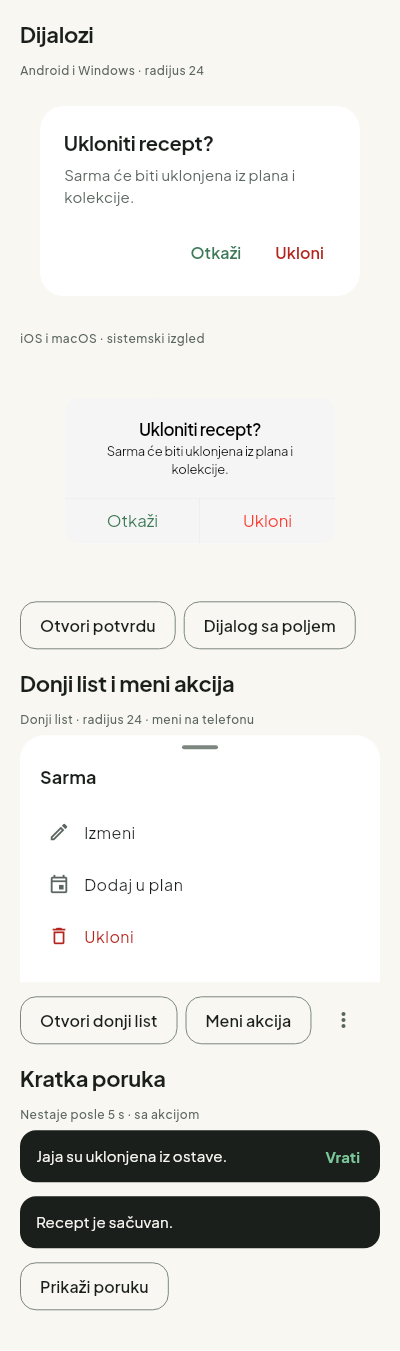 Dijalozi
Android i Windows · radijus 24
Ukloniti recept?
Sarma će biti uklonjena iz plana i
kolekcije.
Otkaži Ukloni
iOS i macOS · sistemski izgled
Ukloniti recept?
Sarma će biti uklonjena iz plana i
kolekcije.
Otkaži Ukloni
Otvori potvrdu Dijalog sa poljem
Donji list i meni akcija
Donji list · radijus 24 · meni na telefonu
Sarma
Izmeni
Dodaj u plan
Ukloni
Otvori donji list Meni akcija
Kratka poruka
Nestaje posle 5 s · sa akcijom
Jaja su uklonjena iz ostave. Vrati
Recept je sačuvan.
Prikaži poruku